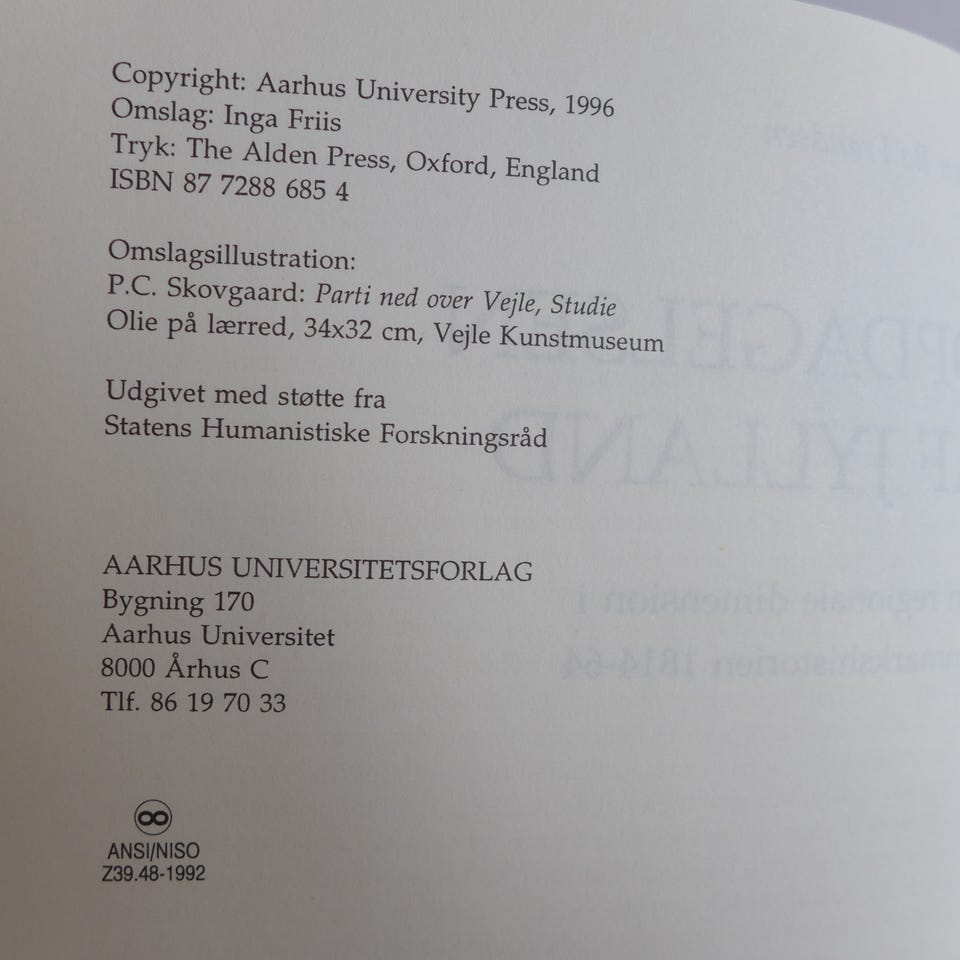 Copyright: Aarhus University Press, 1996
Omslag: Inga Friis
Tryk: The Alden Press, Oxford, England
ISBN 87 7288 685 4
Omslagsillustration:
P.C. Skovgaard: Parti ned over Vejle, Studie
Olie på lærred, 34x32 cm, Vejle Kunstmuseum
Udgivet med støtte fra
Statens Humanistiske Forskningsråd
AARHUS UNIVERSITETSFORLAG
Bygning 170
Aarhus Universitet
8000 Århus C
Tlf. 86 19 70 33
ANSI/NISO
Z39.48-1992